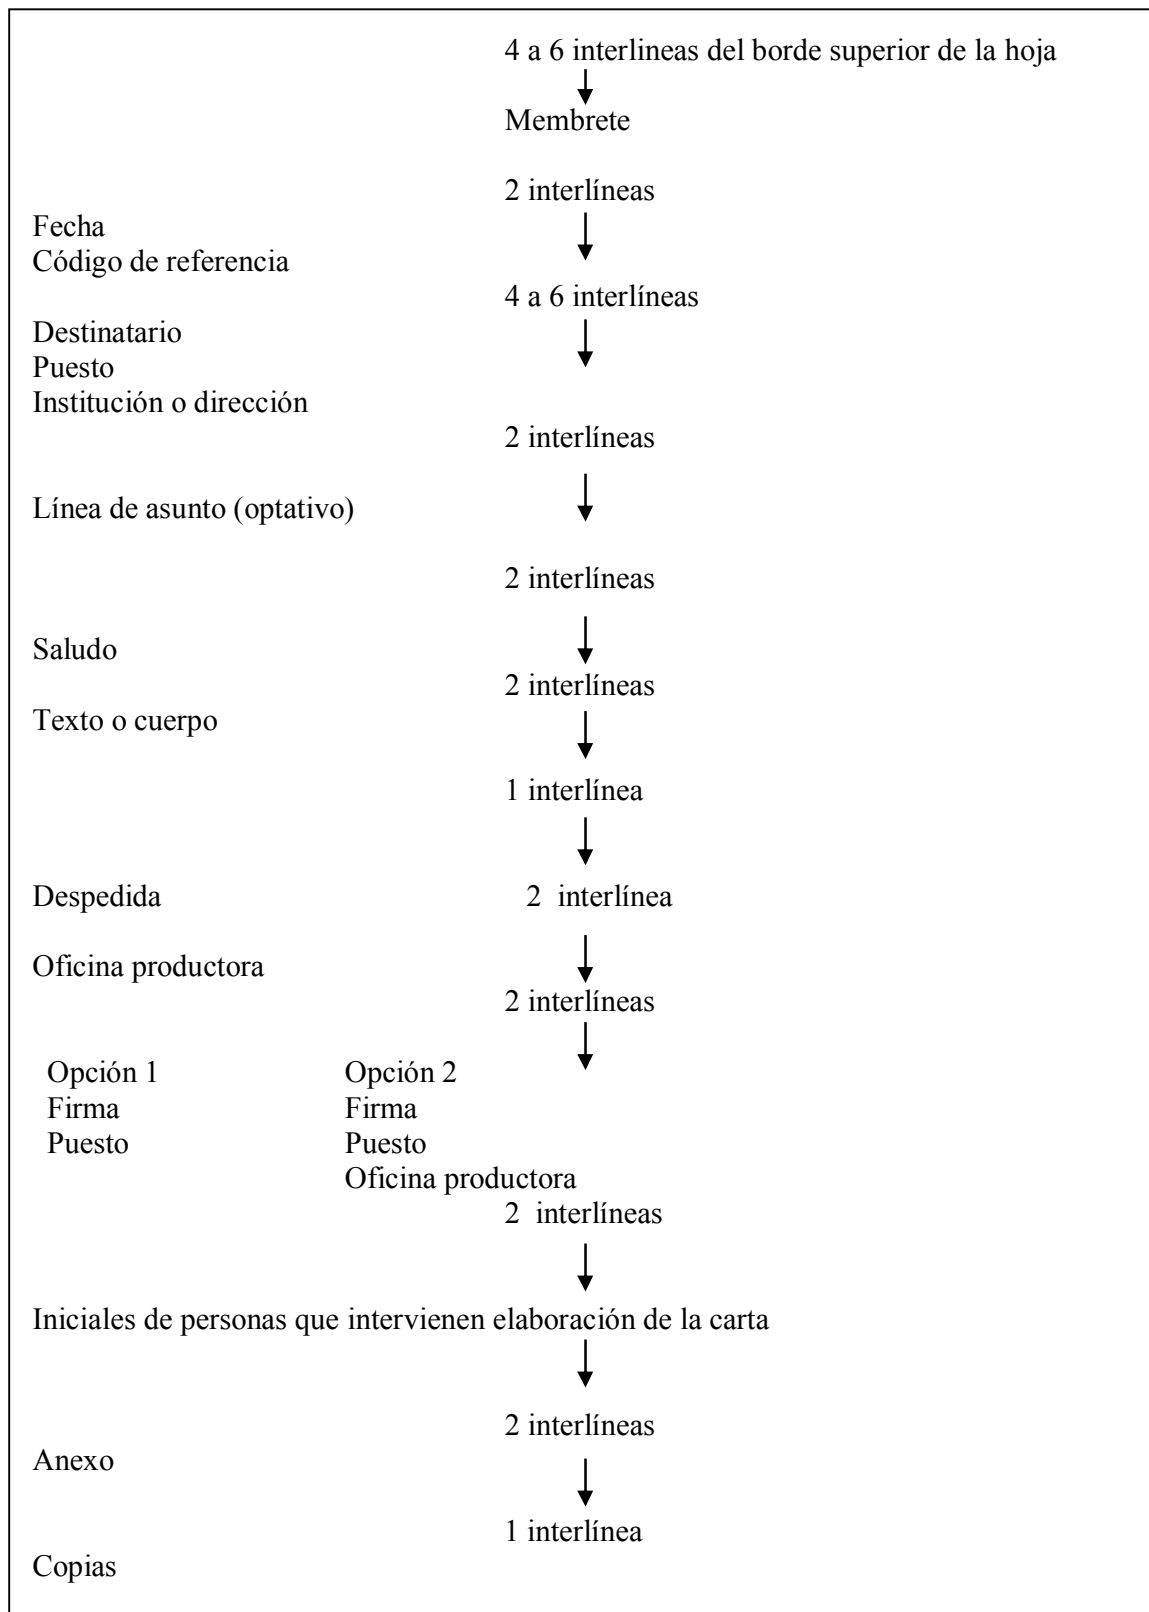 4 a 6 interlineas del borde superior de la hoja
Membrete
2 interlíneas
Fecha
Código de referencia
4 a 6 interlíneas
Destinatario
Puesto
Institución o dirección
2 interlíneas
Línea de asunto (optativo)
2 interlíneas
Saludo
2 interlíneas
Texto o cuerpo
1 interlínea
Despedida 2 interlínea
Oficina productora
2 interlíneas
Opción 1 Opción 2
Firma Firma
Puesto Puesto
Oficina productora
2 interlíneas
Iniciales de personas que intervienen elaboración de la carta
2 interlíneas
Anexo
1 interlínea
Copias